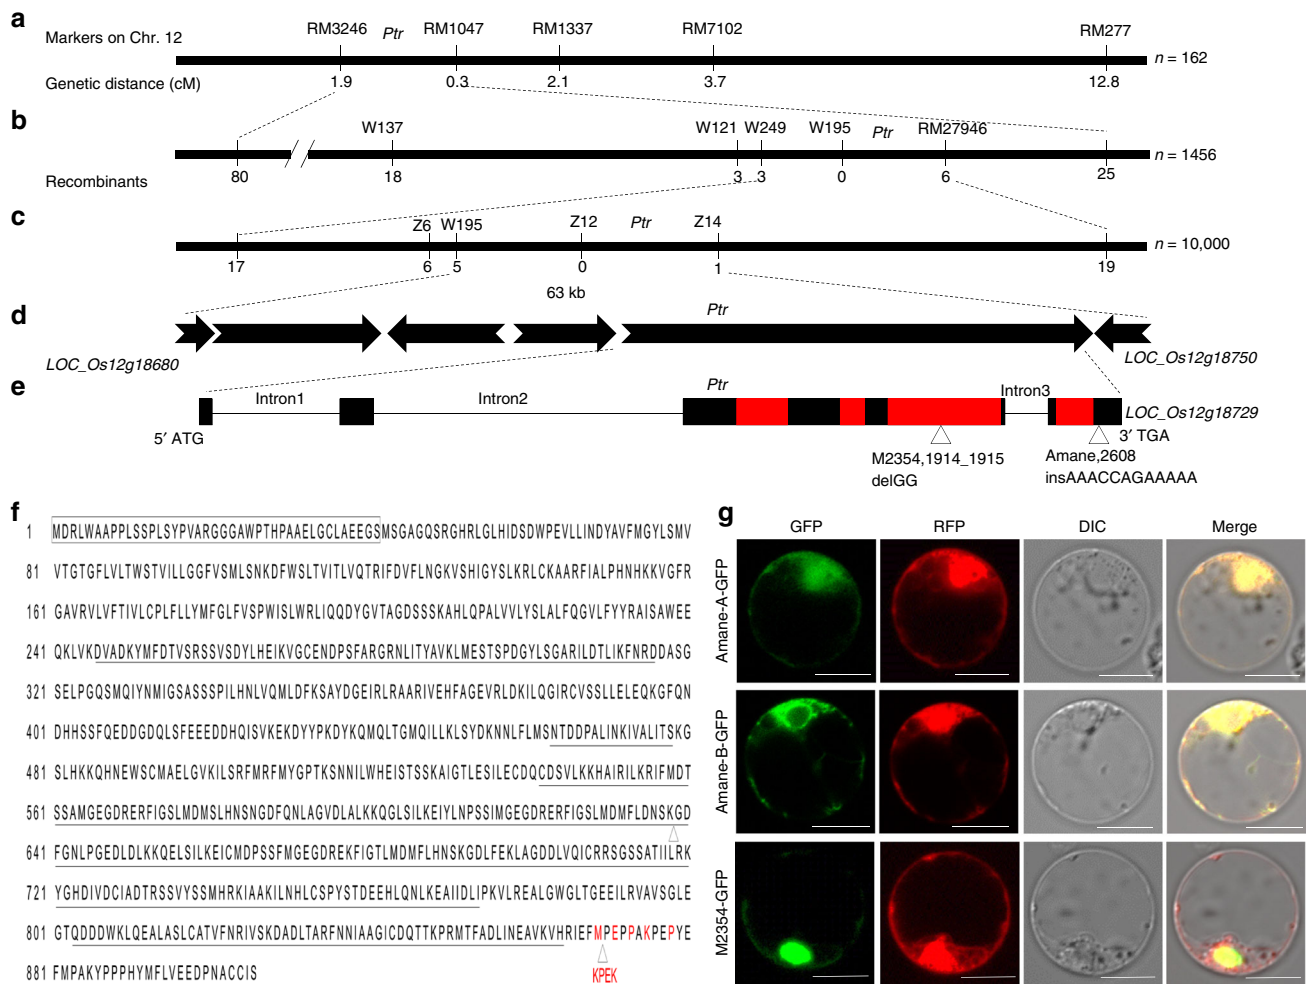 a
Markers on Chr. 12
RM3246 Ptr RM1047 RM1337 RM7102 RM277
n = 162
Genetic distance (cM)
1.9 0.3 2.1 3.7 12.8
b
W137 W121 W249 W195 Ptr RM27946
n = 1456
Recombinants
80 18 3 3 0 6 25
c
Z6 W195 Z12 Ptr Z14
n = 10,000
17 6 5 0 1 19
63 kb
d
Ptr
LOC_Os12g18680
LOC_Os12g18750
e
Intron1 Intron2 Ptr Intron3
LOC_Os12g18729
5′ ATG
3′ TGA
M2354,1914_1915
delGG
Amane,2608
insAAACCAGAAAAA
f
1 MDRLWAAPPLSSPLSYPVARGGGAWPTHPAAELGCLAEEGSMSGAGQSRGHRLGLHIDSDWPEVLLINDYAVFMGYLSMV
81 VTGTGFLVLTWSTVILLGGFVSMLSNKDFWSLTVITLVQTRIFDVFLNGKVSHIGYSLKRLCKAARFIALPHNHKKVGFR
161 GAVRVLVFTIVLCPLFLLYMFGLFVSPWISLWRLIQQDYGVTAGDSSSKAHLQPALVVLYSLALFQGVLFYYRAISAWEE
241 QKLVKDVADKYMFDTVSRSSVSDYLHEIKVGCENDPSFARGRNLITYAVKLMESTSPDGYLSGARILDTLIKFNRDDASG
321 SELPGQSMQIYNMIGSASSSPILHNLVQMLDFKSAYDGEIRLRAARIVEHFAGEVRLDKILQGIRCVSSLLELEQKGFQN
401 DHHSSFQEDDGDQLSFEEEDDHQISVKEKDYYPKDYKQMQLTGMQILLKLSYDKNNLFLMSNTDDPALINKIVALITSKG
481 SLHKKQHNEWSCMAELGVKILSRFMRFMYGPTKSNNILWHEISTSSKAIGTLESILECDQCDSVLKKHAIRILKRIFMDT
561 SSAMGEGDRERFIGSLMDMSLHNSNGDFQNLAGVDLALKKQGLSILKEIYLNPSSIMGEGDRERFIGSLMDMFLDNSKGD
641 FGNLPGEDLDLKKQELSILKEICMDPSSFMGEGDREKFIGTLMDMFLHNSKGDLFEKLAGDDLVQICRRSGSSATIILRK
721 YGHDIVDCIADTRSSVYSSMHRKIAAKILNHLCSPYSTDEEHLQNLKEAIIDLIPKVLREALGWGLTGEEILRVAVSGLE
801 GTQDDDWKLQEALASLCATVFNRIVSKDADLTARFNNIAAGICDQTTKPRMTFADLINEAVKVHRIEFMPEPPAKPEPYE
KPEK
881 FMPAKYPPPHYMFLVEEDPNACCIS
g
GFP RFP DIC Merge
Amane-A-GFP
Amane-B-GFP
M2354-GFP